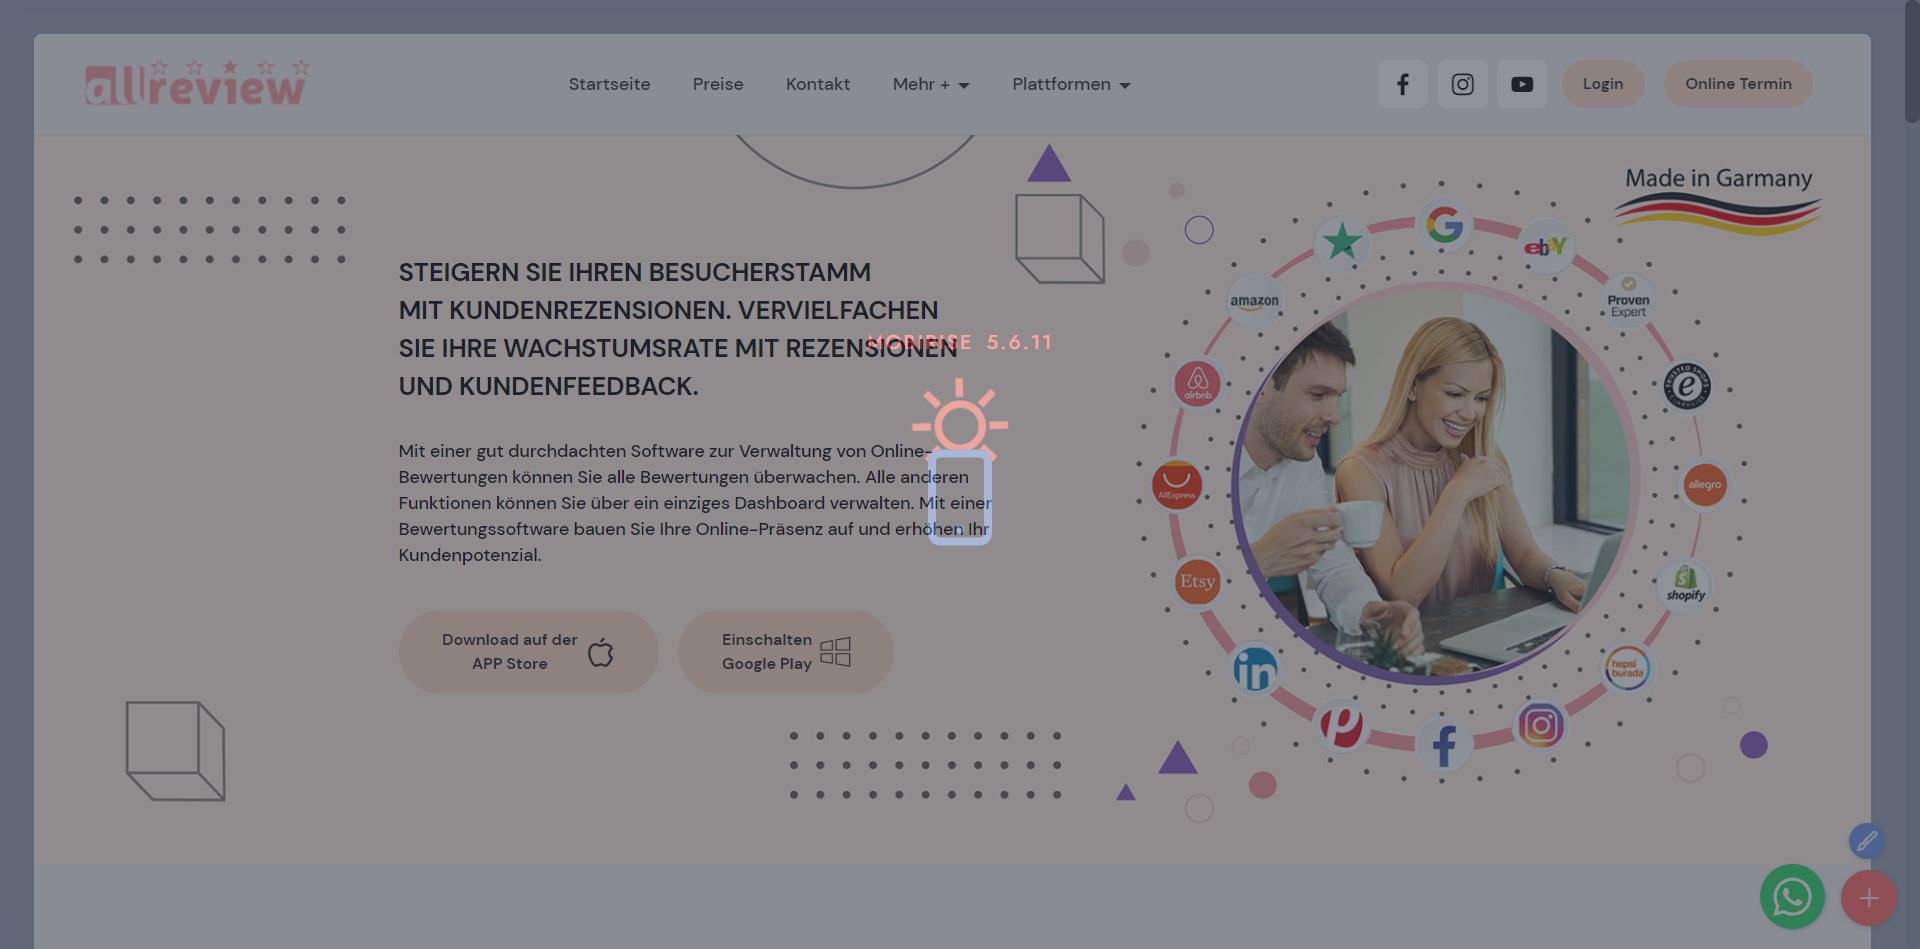 allreview
Startseite
Preise
Kontakt
Mehr +
Plattformen
Login
Online Termin
Made in Garmany
STEIGERN SIE IHREN BESUCHERSTAMM
MIT KUNDENREZENSIONEN. VERVIELFACHEN
SIE IHRE WACHSTUMSRATE MIT REZENSIONEN
UND KUNDENFEEDBACK.
MOBIRISE 5.6.11
Mit einer gut durchdachten Software zur Verwaltung von Online-
Bewertungen können Sie alle Bewertungen überwachen. Alle anderen
Funktionen können Sie über ein einziges Dashboard verwalten. Mit einer
Bewertungssoftware bauen Sie Ihre Online-Präsenz auf und erhöhen Ihr
Kundenpotenzial.
Download auf der
APP Store
Einschalten
Google Play
G
ebay
amazon
Proven
Expert
airbnb
TRUSTED SHOPS
e
GUARANTEE
AliExpress
allegro
Etsy
shopify
in
hepsi
burada